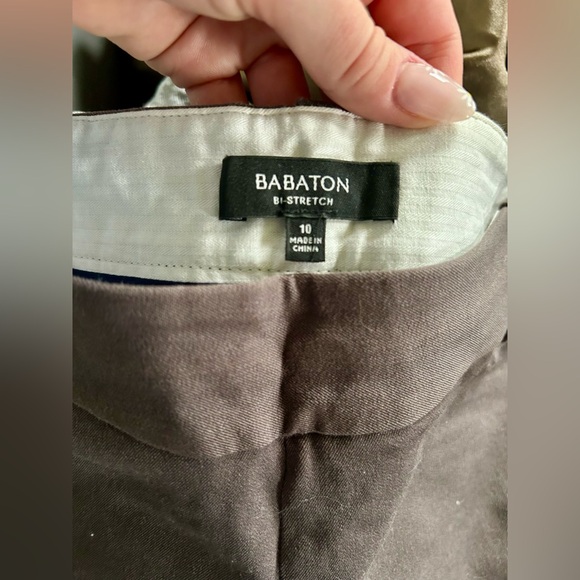 BABATON
BI-STRETCH
10
MADE IN
CHINA